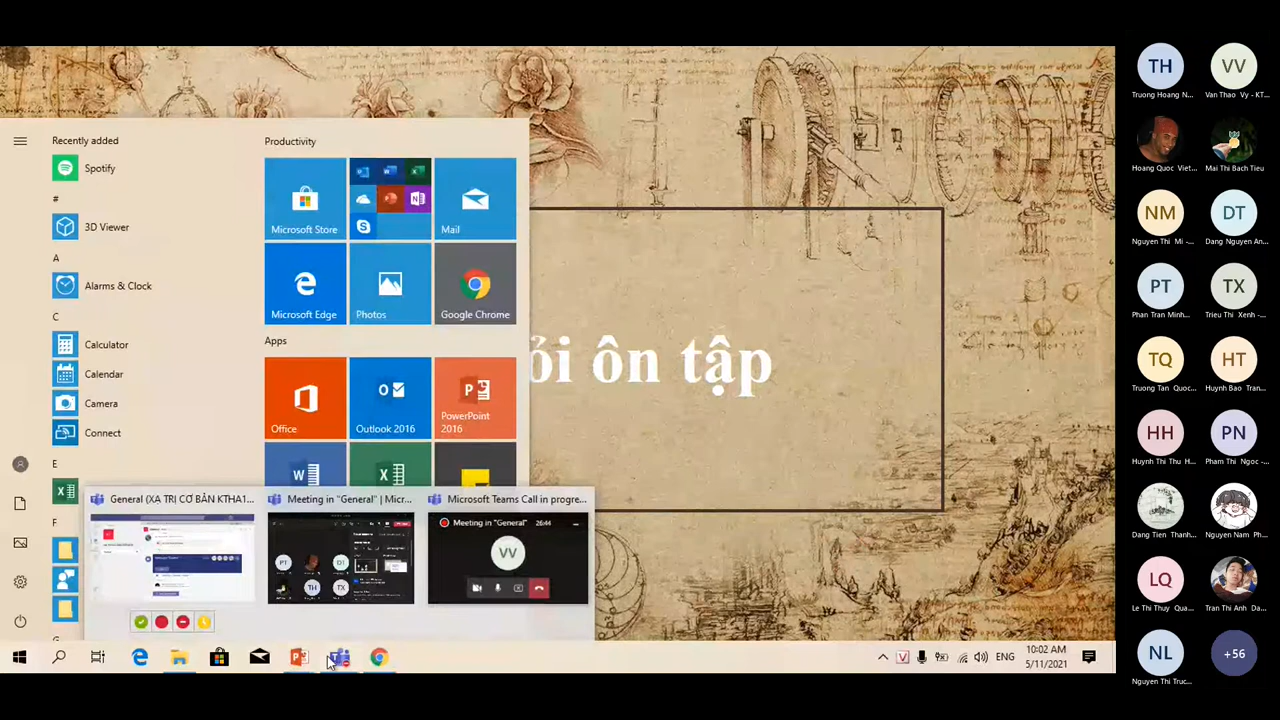 Recently added
Spotify
#
3D Viewer
A
Alarms & Clock
C
Calculator
Calendar
Camera
Connect
E
F
Productivity
Microsoft Store
Mail
Microsoft Edge
Photos
Google Chrome
Apps
Office
Outlook 2016
PowerPoint
2016
ỏi ôn tập
General (XẠ TRỊ CƠ BẢN KTHA1...
Meeting in "General" | Micr...
Microsoft Teams Call in progre...
Meeting in "General" 26:44
VV
PT
DT
TH
TX
ENG
10:02 AM
5/11/2021
TH
Truong Hoang N...
VV
Van Thao Vy - KT...
Hoang Quoc Viet...
Mai Thi Bach Tieu
NM
Nguyen Thi Mi -...
DT
Dang Nguyen An...
PT
Phan Tran Minh...
TX
Trieu Thi Xenh -...
TQ
Truong Tan Quoc...
HT
Huynh Bao Tran...
HH
Huynh Thi Thu H...
PN
Pham Thi Ngoc -...
Dang Tien Thanh...
Nguyen Nam Ph...
LQ
Le Thi Thuy Qua...
Tran Thi Anh Da...
NL
Nguyen Thi Truc...
+56